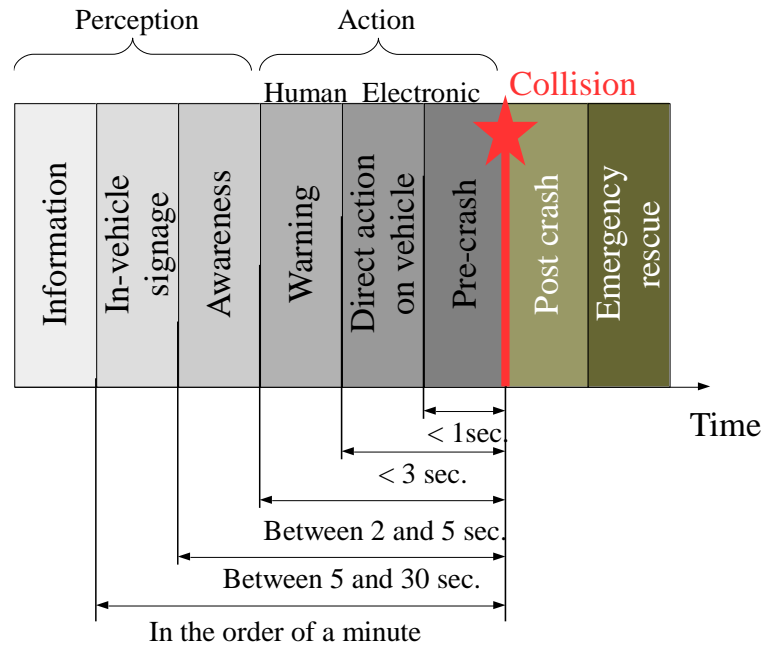 Perception
Action
Human Electronic
Collision
Information
In-vehicle
signage
Awareness
Warning
Direct action
on vehicle
Pre-crash
Post crash
Emergency
rescue
Time
< 1sec.
< 3 sec.
Between 2 and 5 sec.
Between 5 and 30 sec.
In the order of a minute